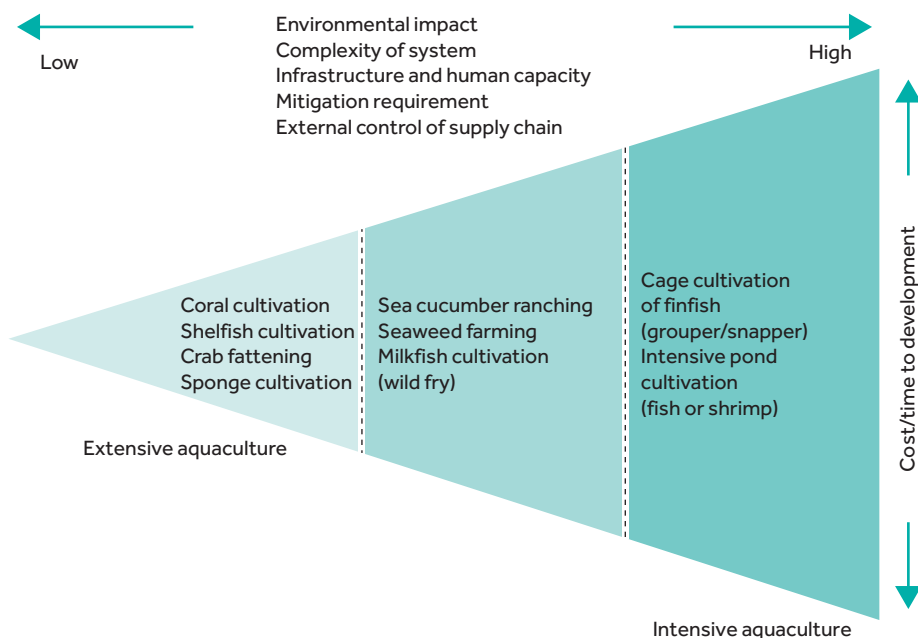 Environmental impact
Complexity of system
Infrastructure and human capacity
Mitigation requirement
External control of supply chain
Low
High
Coral cultivation
Shelfish cultivation
Crab fattening
Sponge cultivation
Sea cucumber ranching
Seaweed farming
Milkfish cultivation
(wild fry)
Cage cultivation
of finfish
(grouper/snapper)
Intensive pond
cultivation
(fish or shrimp)
Cost/time to development
Extensive aquaculture
Intensive aquaculture